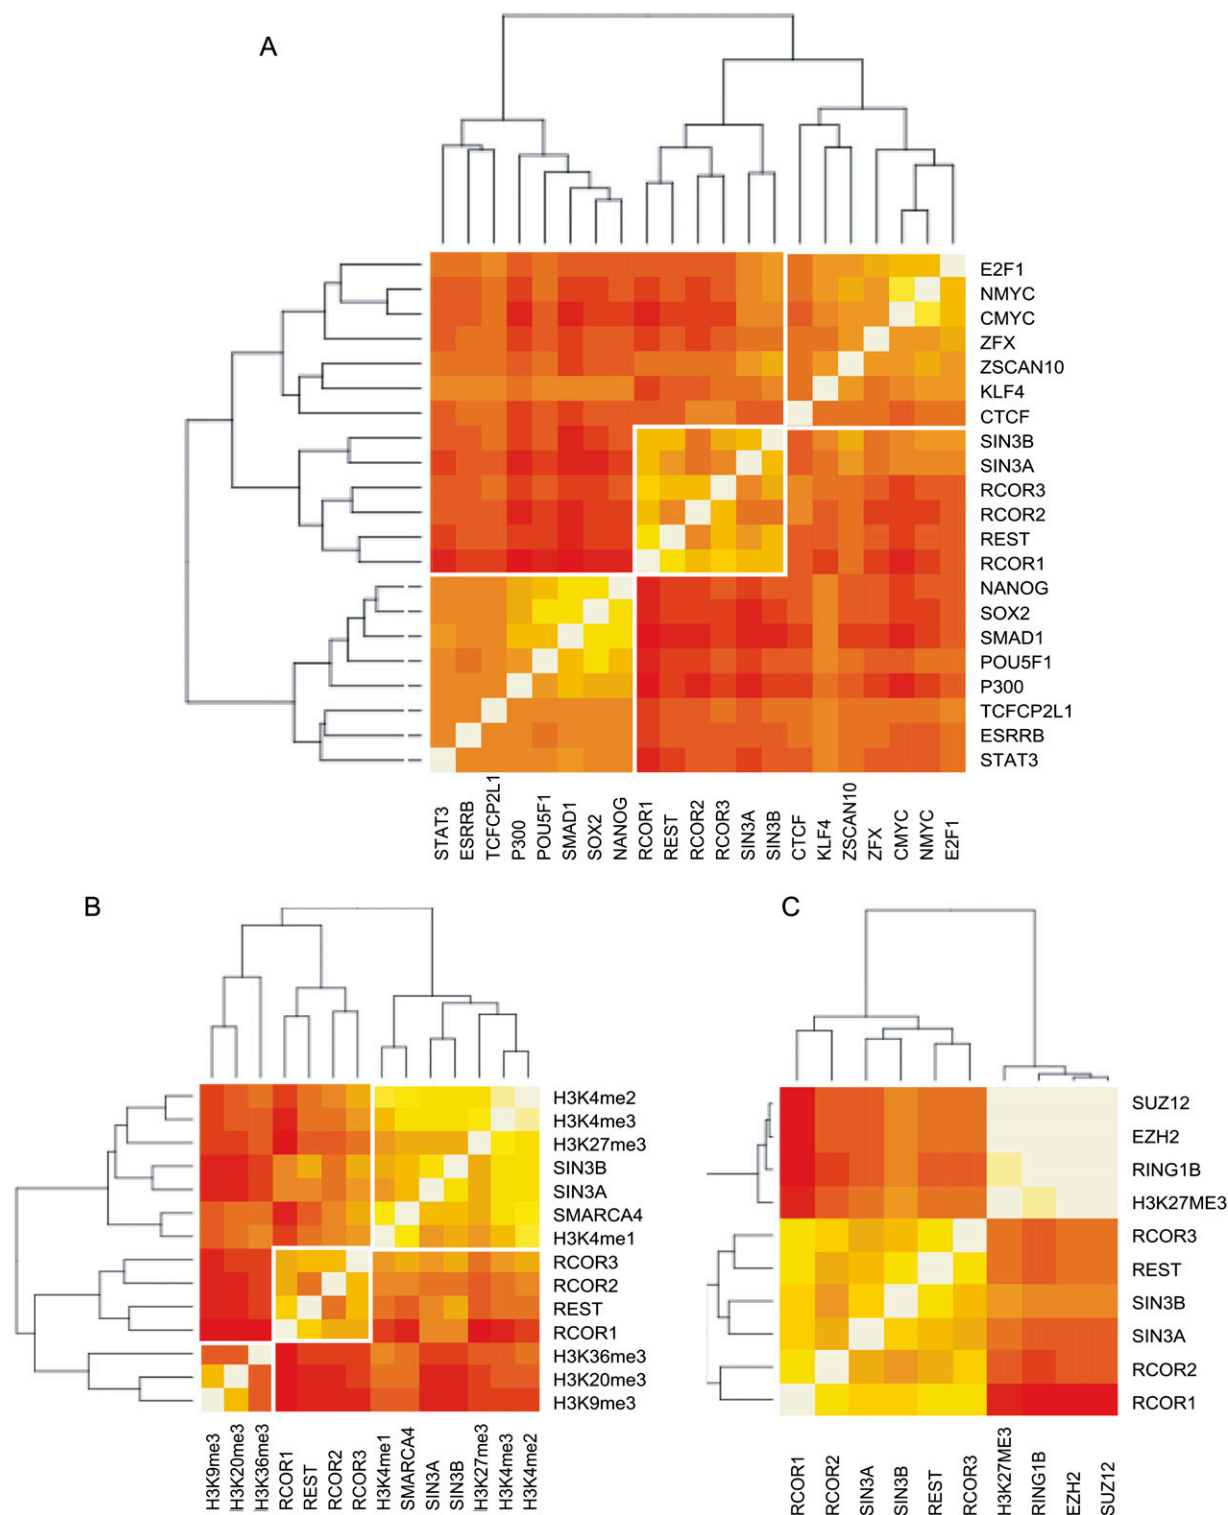 A
E2F1
NMYC
CMYC
ZFX
ZSCAN10
KLF4
CTCF
SIN3B
SIN3A
RCOR3
RCOR2
REST
RCOR1
NANOG
SOX2
SMAD1
POU5F1
P300
TCFCP2L1
ESRRB
STAT3
STAT3
ESRRB
TCFCP2L1
P300
POU5F1
SMAD1
SOX2
NANOG
RCOR1
REST
RCOR2
RCOR3
SIN3A
SIN3B
CTCF
KLF4
ZSCAN10
ZFX
CMYC
NMYC
E2F1
B
H3K4me2
H3K4me3
H3K27me3
SIN3B
SIN3A
SMARCA4
H3K4me1
RCOR3
RCOR2
REST
RCOR1
H3K36me3
H3K20me3
H3K9me3
H3K9me3
H3K20me3
H3K36me3
RCOR1
REST
RCOR2
RCOR3
H3K4me1
SMARCA4
SIN3A
SIN3B
H3K27me3
H3K4me3
H3K4me2
C
SUZ12
EZH2
RING1B
H3K27ME3
RCOR3
REST
SIN3B
SIN3A
RCOR2
RCOR1
RCOR1
RCOR2
SIN3A
SIN3B
REST
RCOR3
H3K27ME3
RING1B
EZH2
SUZ12